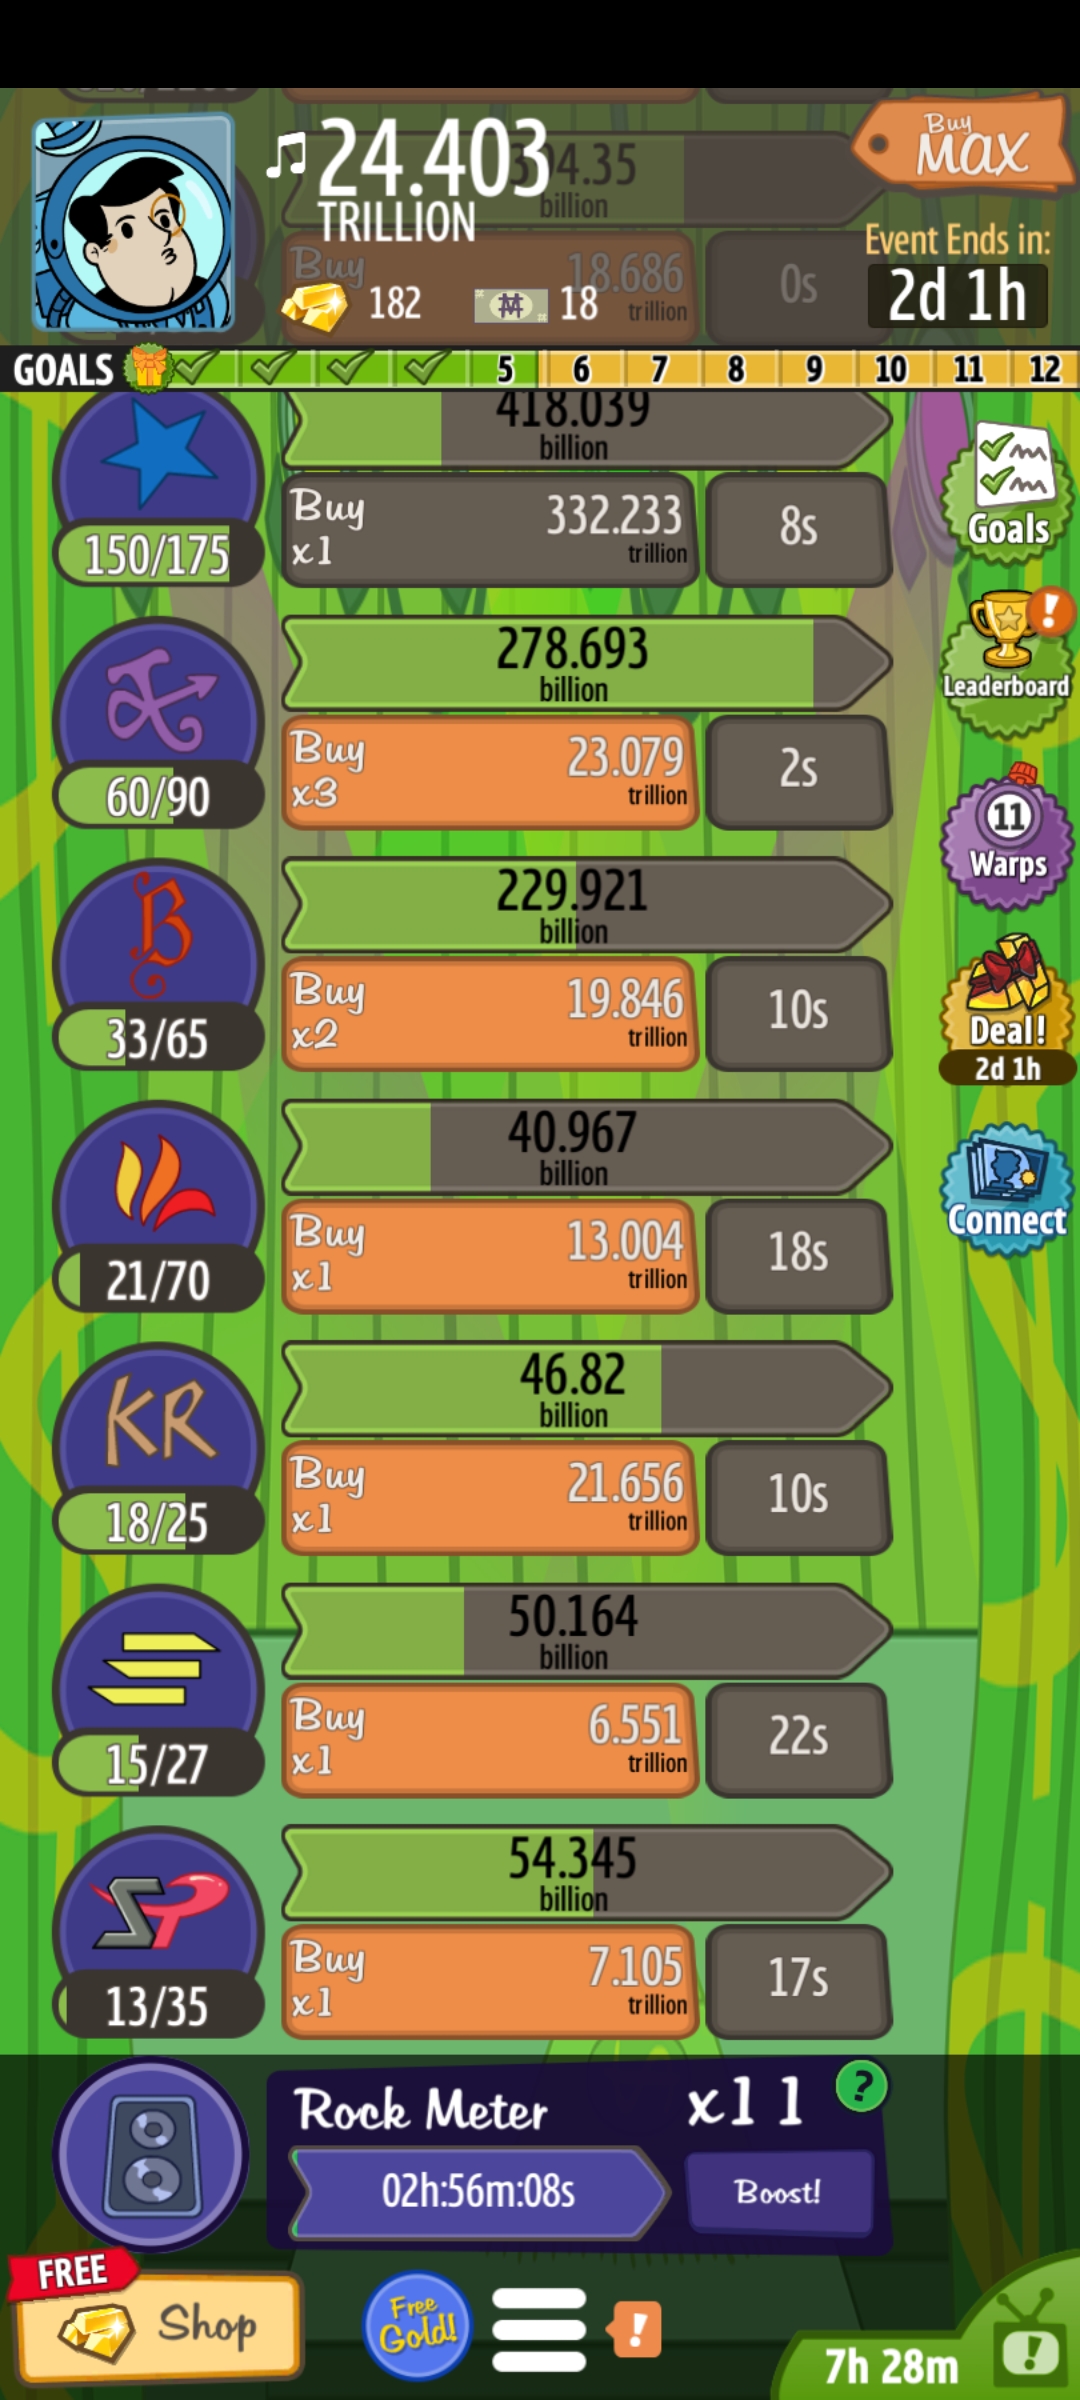 24.403
TRILLION
04.35
billion
Buy
MAX
Event Ends in:
2d 1h
Buy
18.686
trillion
0s
182
18
GOALS 5 6 7 8 9 10 11 12
418.039
billion
150/175
Buy
x1
332.233
trillion
8s
Goals
278.693
billion
60/90
Buy
x3
23.079
trillion
2s
Leaderboard
229.921
billion
B
33/65
Buy
x2
19.846
trillion
10s
11
Warps
Deal!
2d 1h
40.967
billion
21/70
Buy
x1
13.004
trillion
18s
Connect
46.82
billion
KR
18/25
Buy
x1
21.656
trillion
10s
50.164
billion
15/27
Buy
x1
6.551
trillion
22s
54.345
billion
SP
13/35
Buy
x1
7.105
trillion
17s
Rock Meter
x11
?
02h:56m:08s
Boost!
FREE
Shop
Free
Gold!
!
7h 28m
!